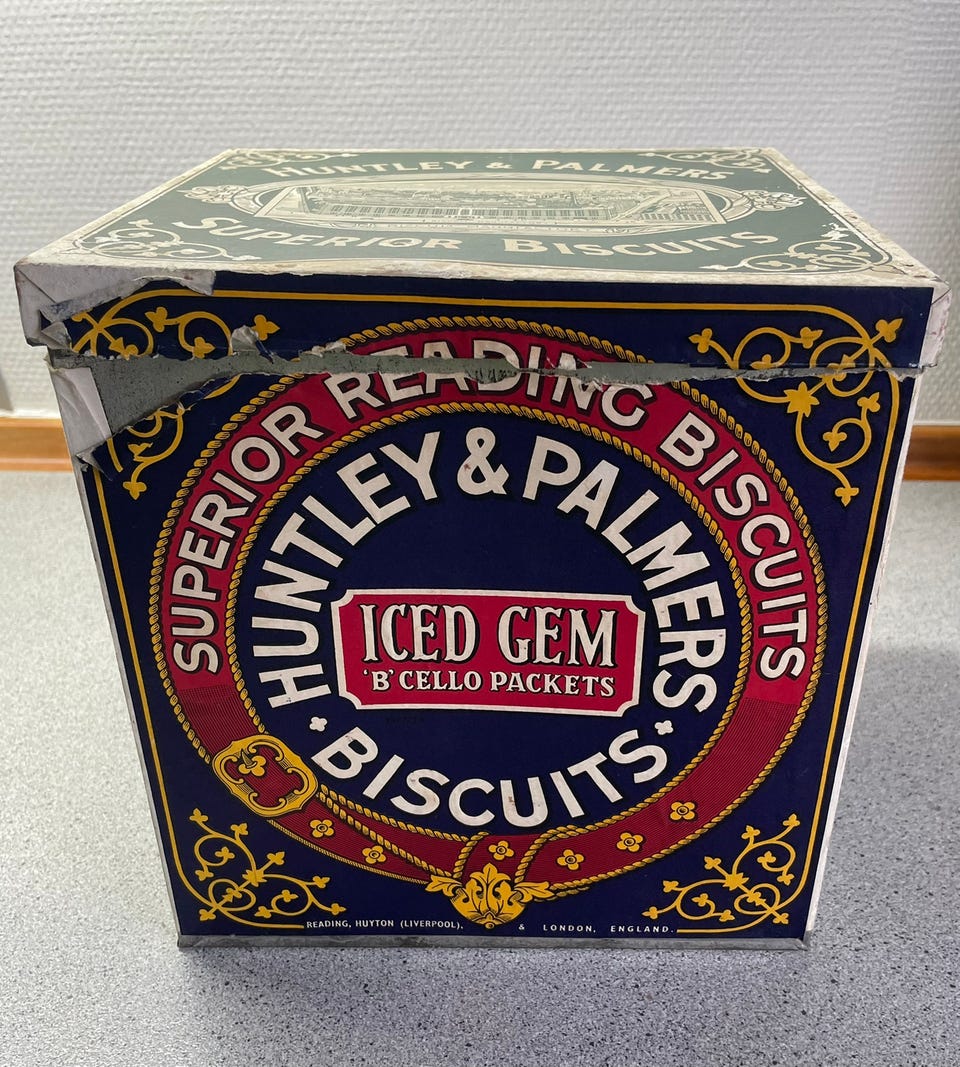 HUNTLEY & PALMERS
SUPERIOR BISCUITS
SUPERIOR READING BISCUITS
HUNTLEY & PALMERS
ICED GEM
'B' CELLO PACKETS
· BISCUITS ·
READING, HUYTON (LIVERPOOL), & LONDON, ENGLAND.